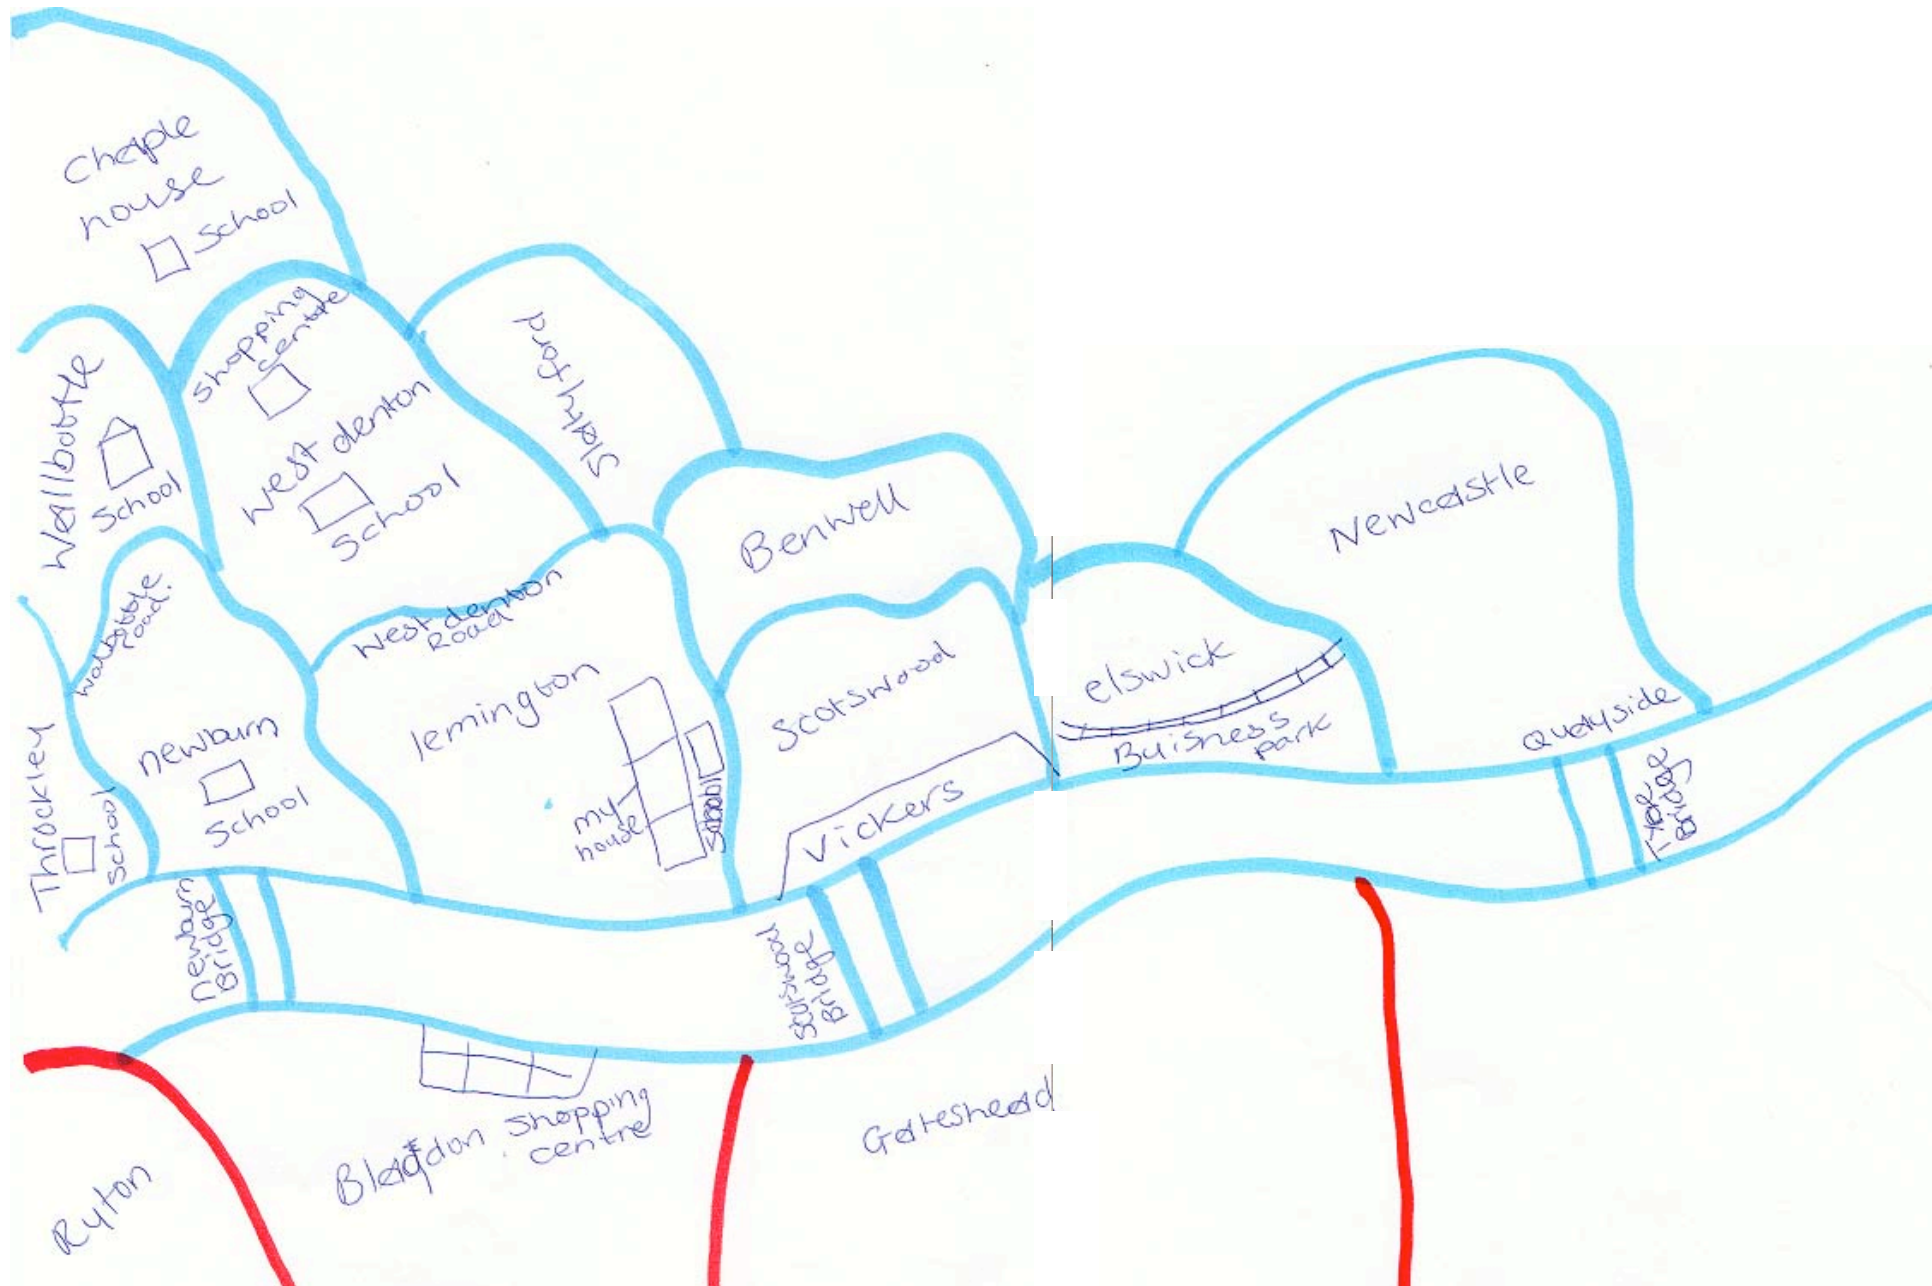 Cheaple
house
School
Shopping
centre
Slatyford
Wallbottle
School
West denton
School
Benwell
Newcastle
Wallbottle
road.
West denton
Road
lemington
my
house
School
Scotswood
Vickers
elswick
Buisness
park
Quayside
Tyne
Bridge
newburn
School
Throckley
School
Newburn
Bridge
Scotswood
Bridge
Blaydon Shopping
centre
Gateshead
Ryton